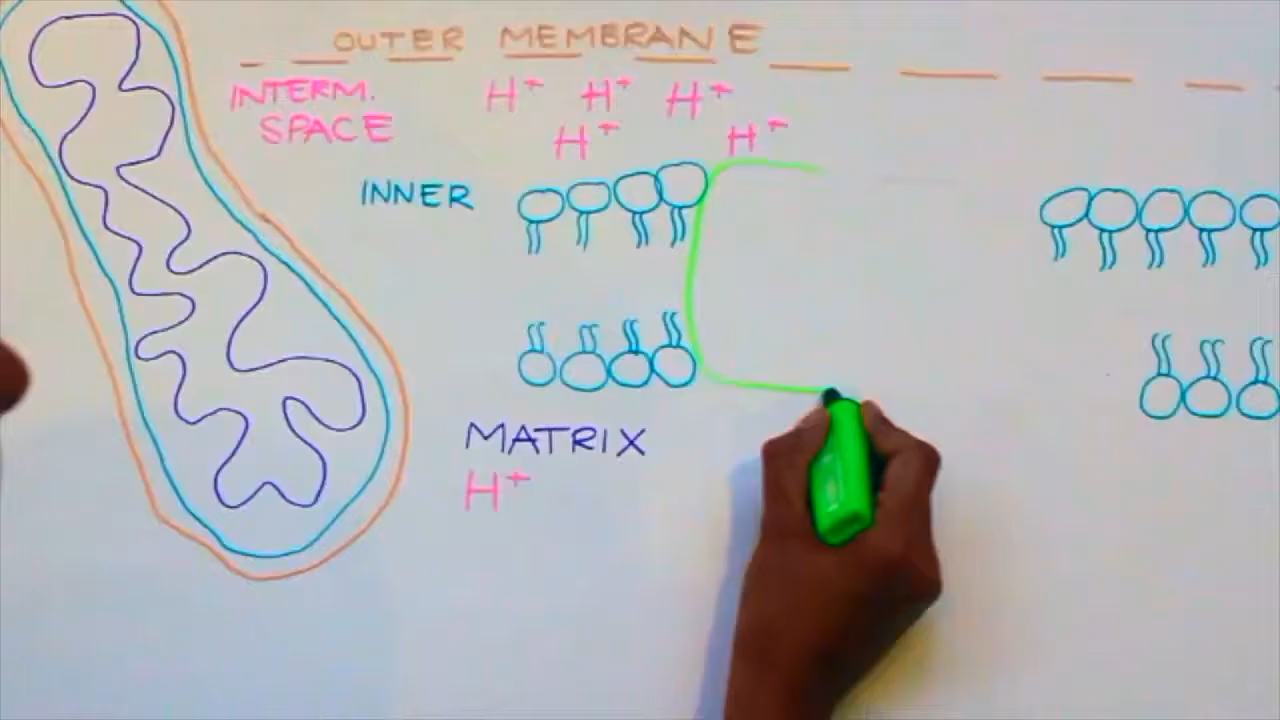 OUTER MEMBRANE
INTERM.
SPACE
H⁺ H⁺ H⁺
H⁺ H⁺
INNER
MATRIX
H⁺